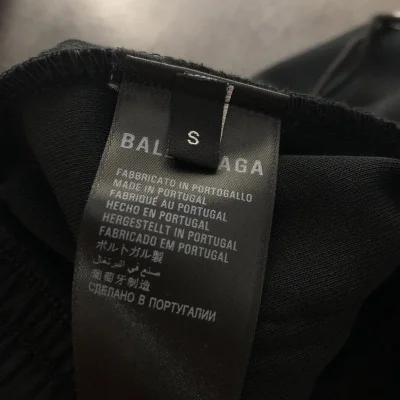 S
BAL AGA
FABBRICATO IN PORTOGALLO
MADE IN PORTUGAL
FABRIQUÉ AU PORTUGAL
HECHO EN PORTUGAL
HERGESTELLT IN PORTUGAL
FABRICADO EM PORTUGAL
ポルトガル製
صنع في البرتغال
葡萄牙制造
СДЕЛАНО В ПОРТУГАЛИИ